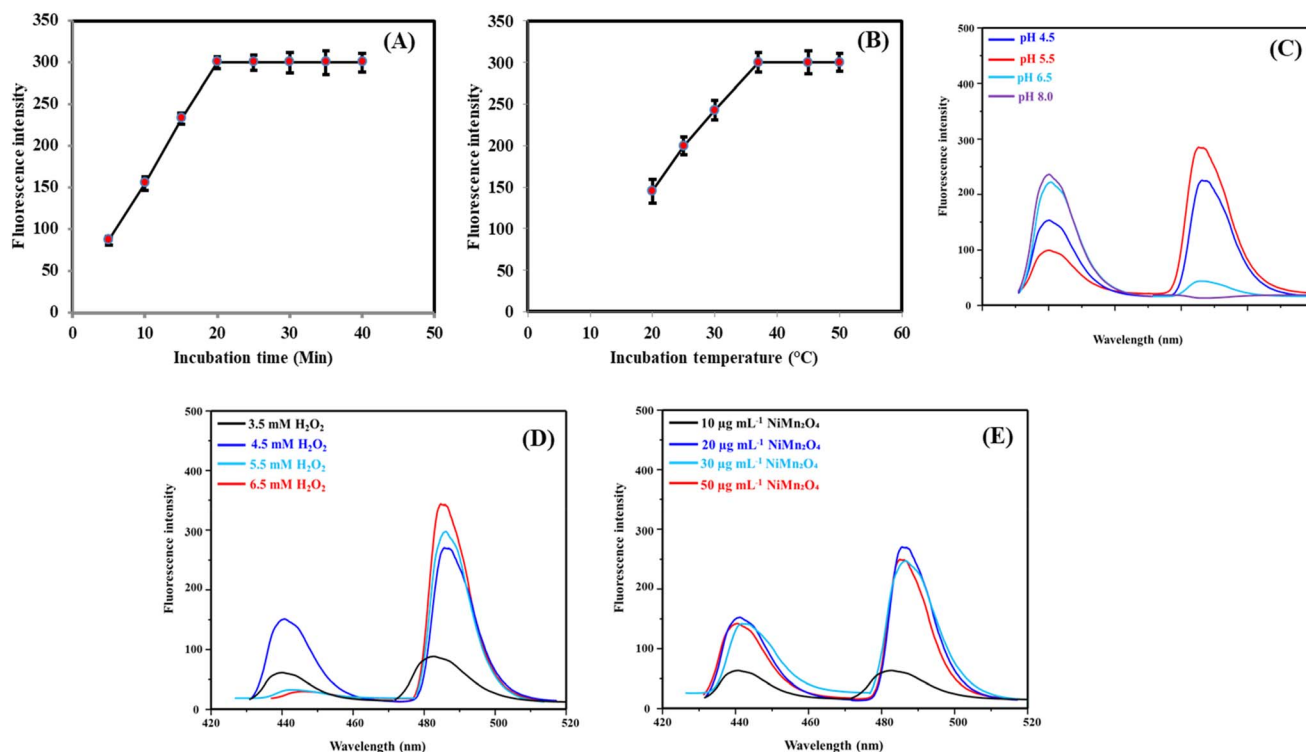 (A)
Fluorescence intensity
350
300
250
200
150
100
50
0
0 10 20 30 40 50
Incubation time (Min)
(B)
Fluorescence intensity
350
300
250
200
150
100
50
0
0 10 20 30 40 50 60
Incubation temperature (°C)
(C)
pH 4.5
pH 5.5
pH 6.5
pH 8.0
Fluorescence intensity
500
400
300
200
100
0
Wavelength (nm)
(D)
3.5 mM H₂O₂
4.5 mM H₂O₂
5.5 mM H₂O₂
6.5 mM H₂O₂
Fluorescence intensity
500
400
300
200
100
0
420 440 460 480 500 520
Wavelength (nm)
(E)
10 µg mL⁻¹ NiMn₂O₄
20 µg mL⁻¹ NiMn₂O₄
30 µg mL⁻¹ NiMn₂O₄
50 µg mL⁻¹ NiMn₂O₄
Fluorescence intensity
500
400
300
200
100
0
420 440 460 480 500 520
Wavelength (nm)